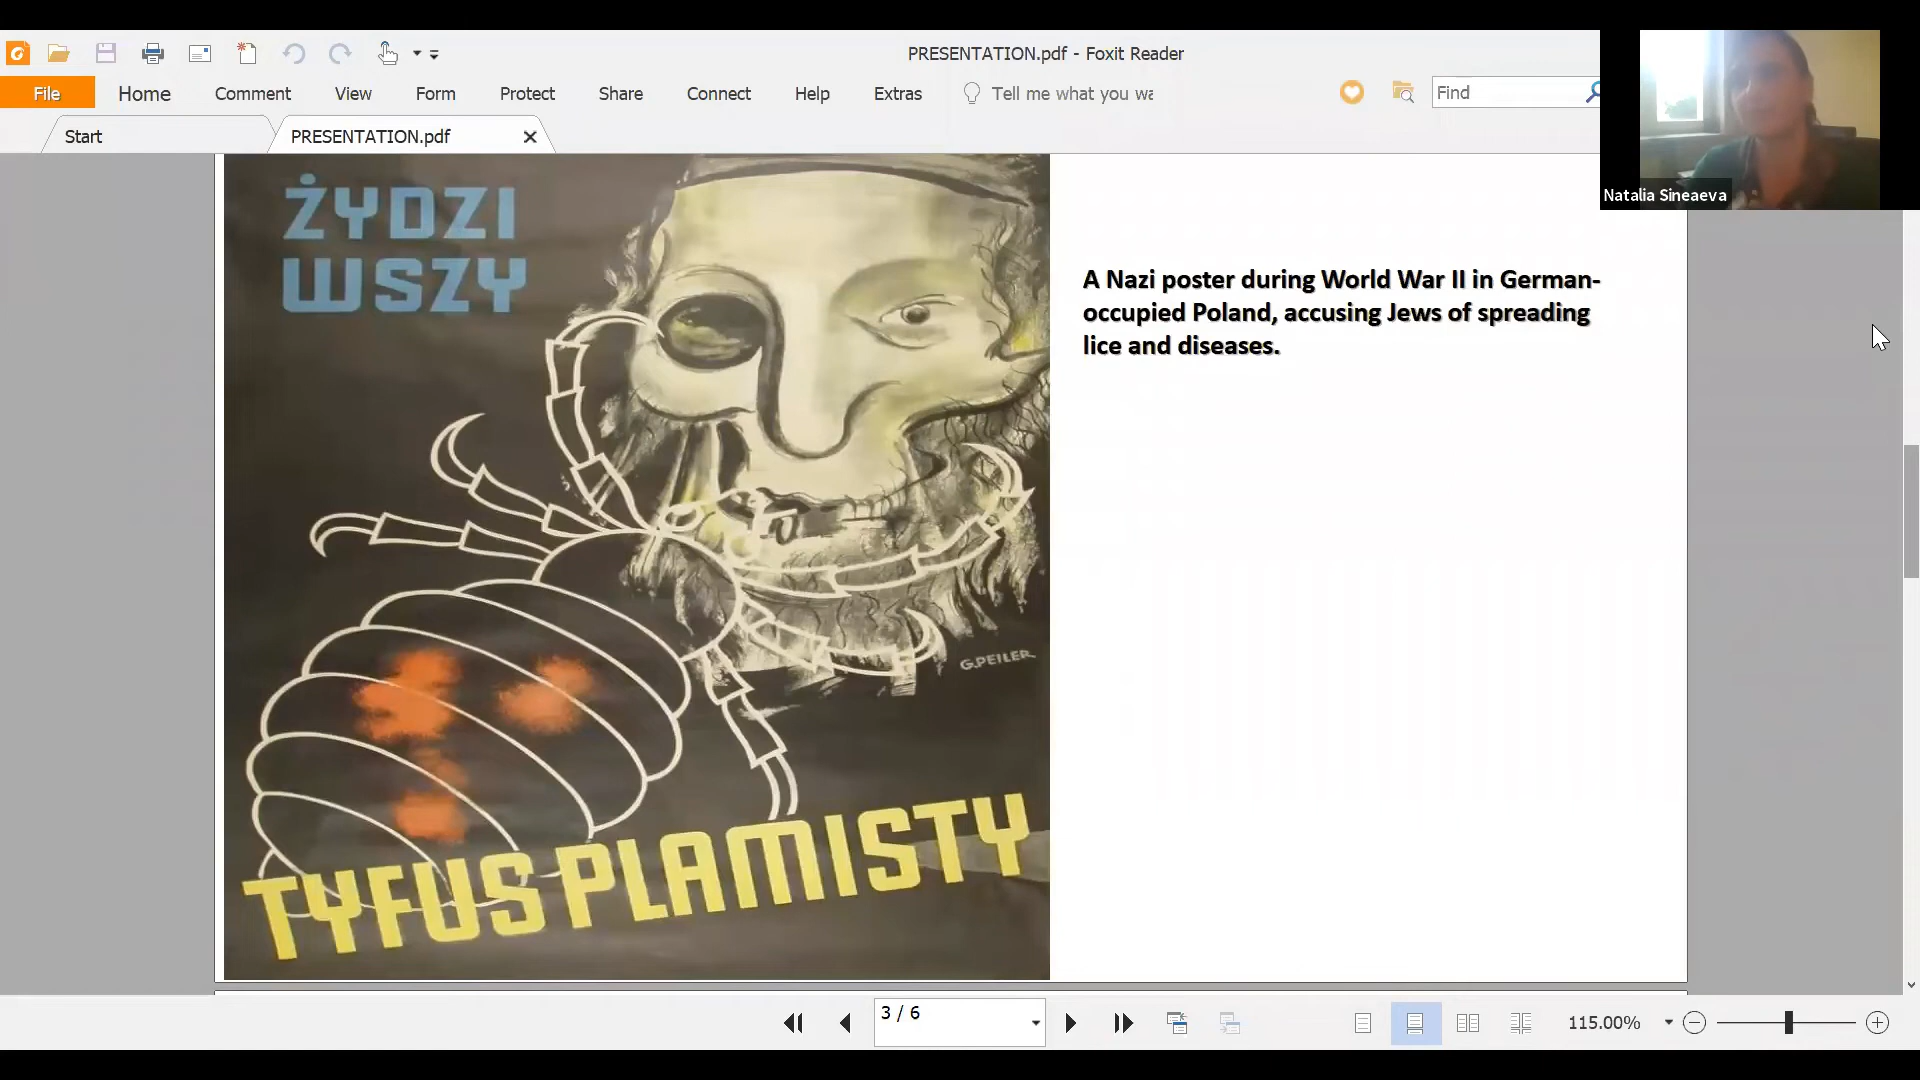 PRESENTATION.pdf - Foxit Reader
File Home Comment View Form Protect Share Connect Help Extras Tell me what you wa Find
Start PRESENTATION.pdf
Natalia Sineaeva
ŻYDZI
WSZY
A Nazi poster during World War II in German-
occupied Poland, accusing Jews of spreading
lice and diseases.
G.PEILER
TYFUS PLAMISTY
3 / 6
115.00%